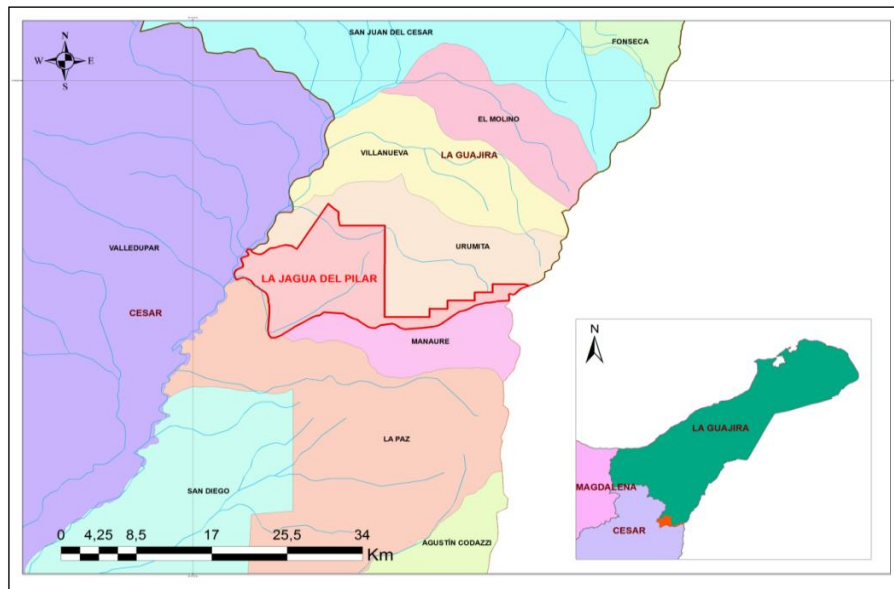 SAN JUAN DEL CESAR
FONSECA
N
W E
S
EL MOLINO
VILLANUEVA
LA GUAJIRA
VALLEDUPAR
URUMITA
LA JAGUA DEL PILAR
CESAR
MANAURE
LA PAZ
SAN DIEGO
AGUSTÍN CODAZZI
0 4,25 8,5 17 25,5 34
Km
N
LA GUAJIRA
MAGDALENA
CESAR